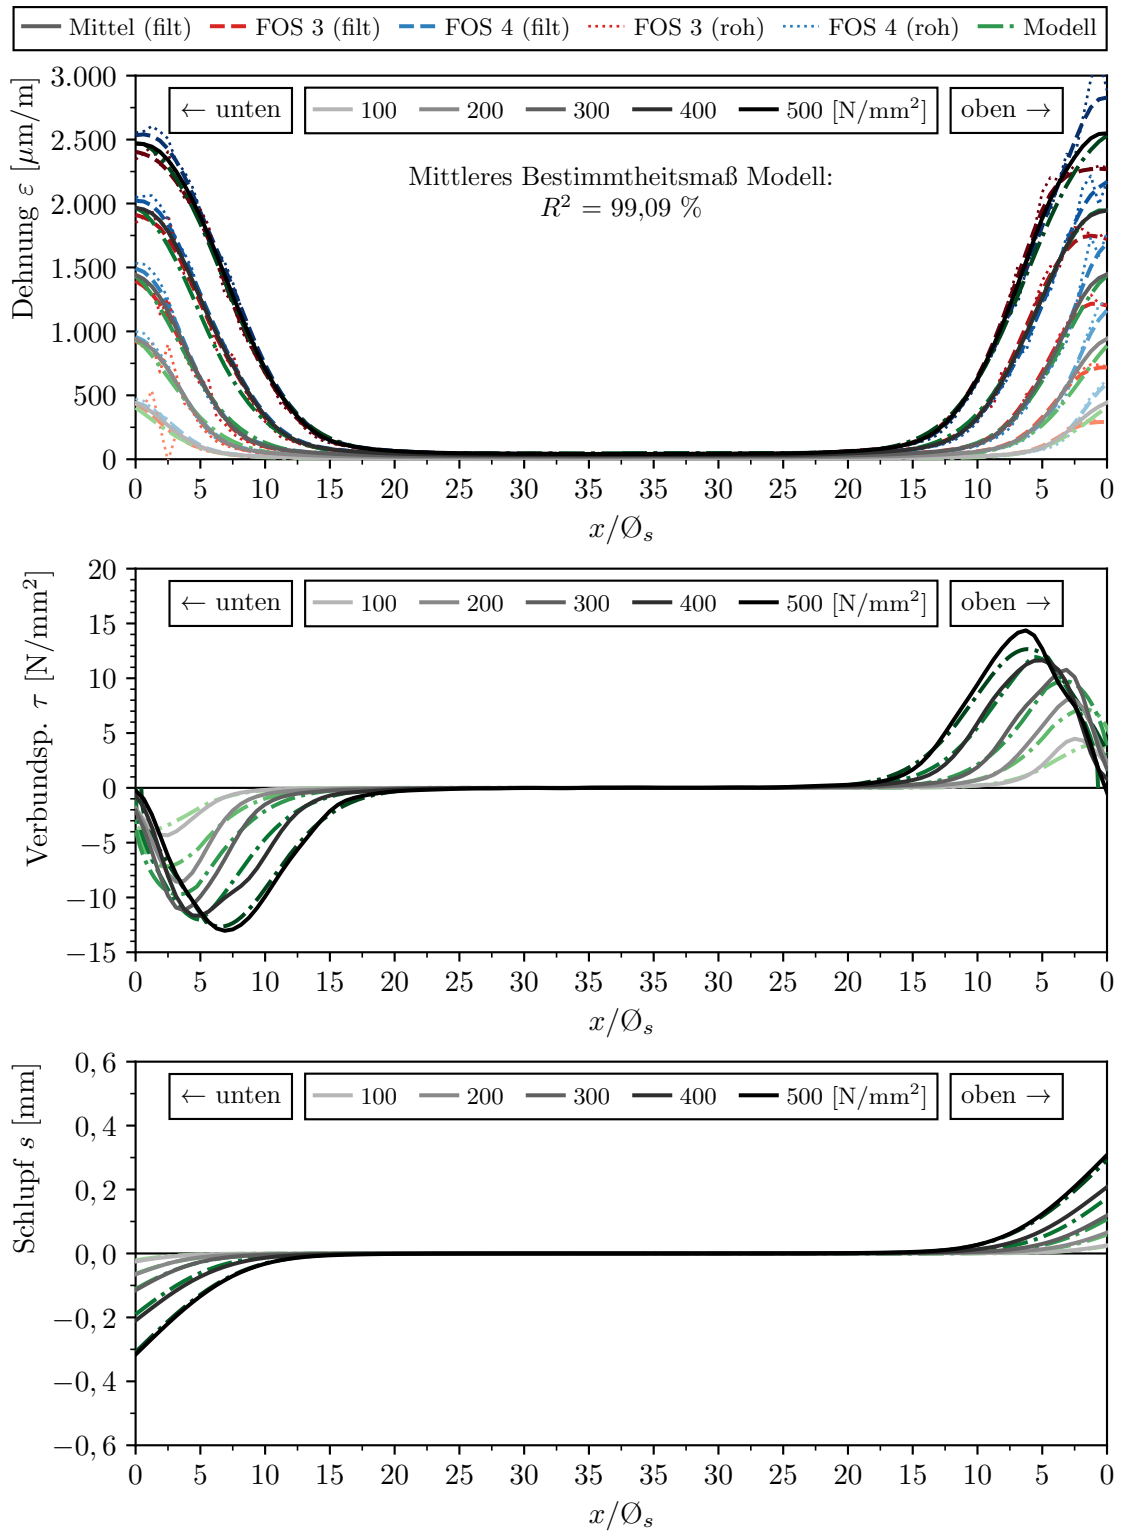 Mittel (filt) FOS 3 (filt) FOS 4 (filt) FOS 3 (roh) FOS 4 (roh) Modell
← unten 100 200 300 400 500 [N/mm²] oben →
Mittleres Bestimmtheitsmaß Modell:
R² = 99,09 %
Dehnung ε [µm/m]
3.000
2.500
2.000
1.500
1.000
500
0
0 5 10 15 20 25 30 35 35 30 25 20 15 10 5 0
x/Ø_s
← unten 100 200 300 400 500 [N/mm²] oben →
Verbundsp. τ [N/mm²]
20
15
10
5
0
−5
−10
−15
0 5 10 15 20 25 30 35 35 30 25 20 15 10 5 0
x/Ø_s
← unten 100 200 300 400 500 [N/mm²] oben →
Schlupf s [mm]
0,6
0,4
0,2
0,0
−0,2
−0,4
−0,6
0 5 10 15 20 25 30 35 35 30 25 20 15 10 5 0
x/Ø_s